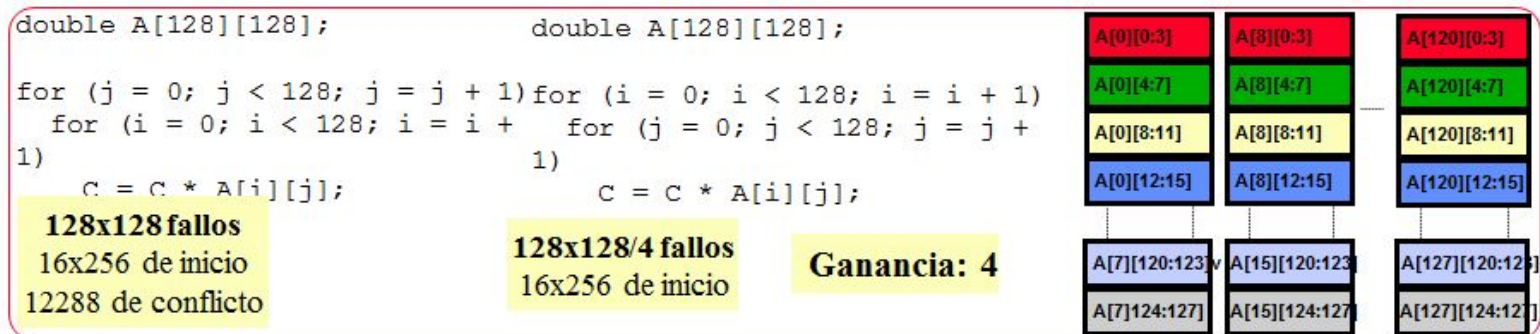 double A[128][128];
for (j = 0; j < 128; j = j + 1)
for (i = 0; i < 128; i = i +
1)
C = C * A[i][j];
128x128 fallos
16x256 de inicio
12288 de conflicto
double A[128][128];
for (i = 0; i < 128; i = i + 1)
for (j = 0; j < 128; j = j +
1)
C = C * A[i][j];
128x128/4 fallos
16x256 de inicio
Ganancia: 4
A[0][0:3]
A[0][4:7]
A[0][8:11]
A[0][12:15]
A[7][120:123]v
A[7]124:127]
A[8][0:3]
A[8][4:7]
A[8][8:11]
A[8][12:15]
A[15][120:123]
A[15][124:127]
A[120][0:3]
A[120][4:7]
A[120][8:11]
A[120][12:15]
A[127][120:123]
A[127][124:127]